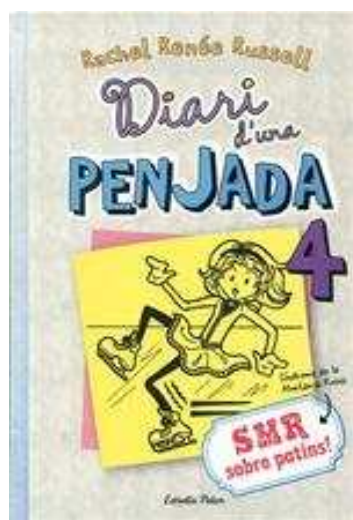 Rachel Renée Russell
Diari
d'una
PENJADA
4
SMR
sobre patins!
Estrella Polar